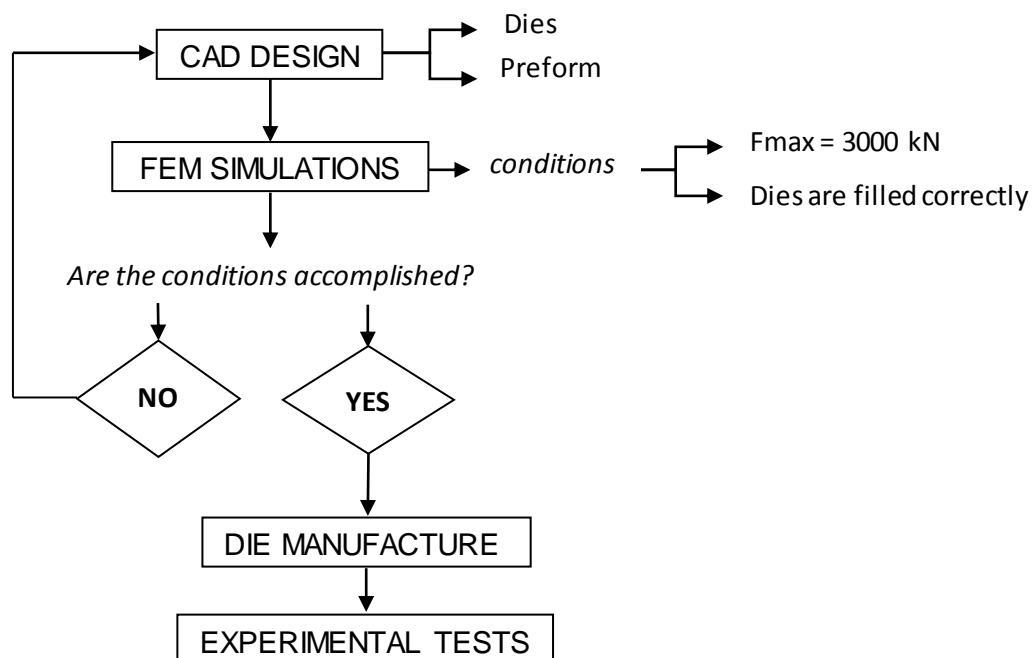 Dies
CAD DESIGN
Preform
Fmax = 3000 kN
FEM SIMULATIONS
conditions
Dies are filled correctly
Are the conditions accomplished?
NO
YES
DIE MANUFACTURE
EXPERIMENTAL TESTS